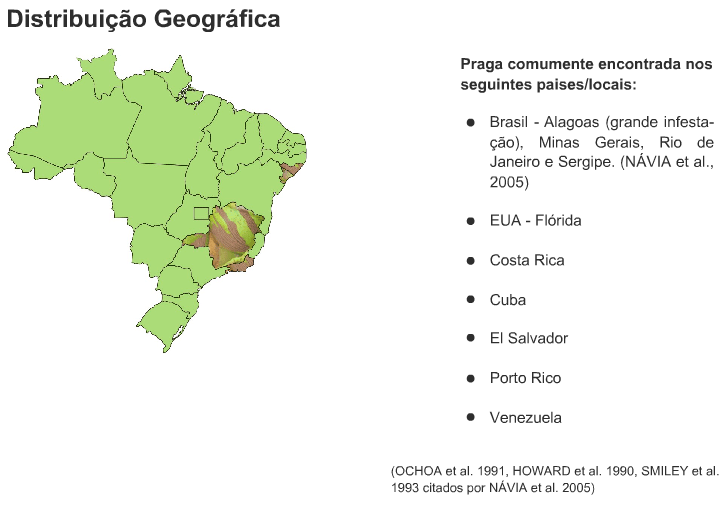 Distribuição Geográfica
Praga comumente encontrada nos
seguintes paises/locais:
● Brasil - Alagoas (grande infesta-
ção), Minas Gerais, Rio de
Janeiro e Sergipe. (NÁVIA et al.,
2005)
● EUA - Flórida
● Costa Rica
● Cuba
● El Salvador
● Porto Rico
● Venezuela
(OCHOA et al. 1991, HOWARD et al. 1990, SMILEY et al.
1993 citados por NÁVIA et al. 2005)